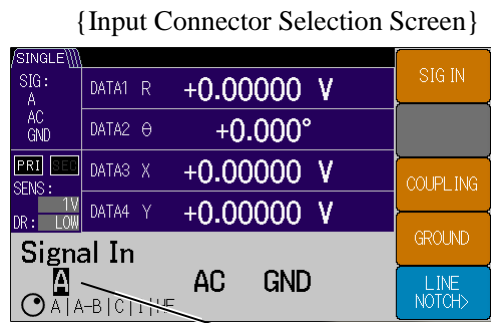 {Input Connector Selection Screen}
SINGLE
SIG:
A
AC
GND
DATA1 R +0.00000 V
DATA2 θ +0.000°
DATA3 X +0.00000 V
DATA4 Y +0.00000 V
PRI SEC
SENS:
1V
DR: LOW
Signal In
A AC GND
A|A-B|C|I|HF
SIG IN
COUPLING
GROUND
LINE
NOTCH>